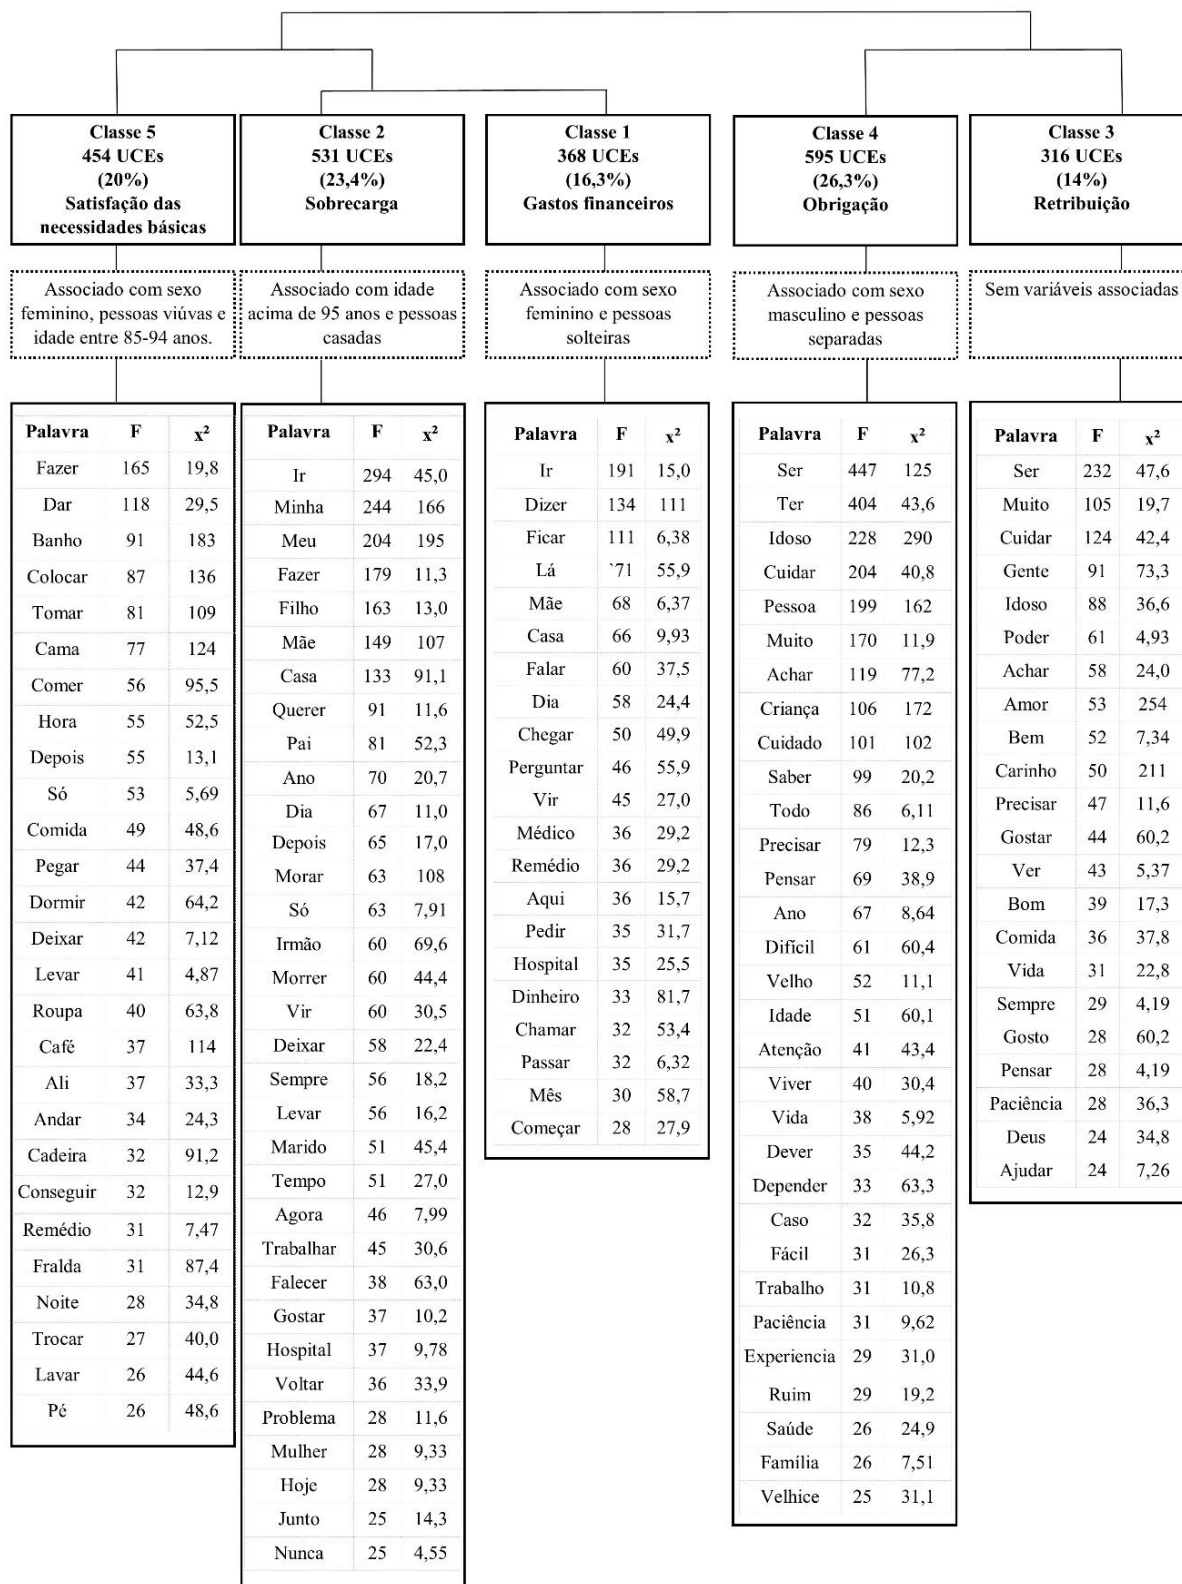 Classe 5
454 UCEs
(20%)
Satisfação das
necessidades básicas
Classe 2
531 UCEs
(23,4%)
Sobrecarga
Classe 1
368 UCEs
(16,3%)
Gastos financeiros
Classe 4
595 UCEs
(26,3%)
Obrigação
Classe 3
316 UCEs
(14%)
Retribuição
Associado com sexo
feminino, pessoas viúvas e
idade entre 85-94 anos.
Associado com idade
acima de 95 anos e pessoas
casadas
Associado com sexo
feminino e pessoas
solteiras
Associado com sexo
masculino e pessoas
separadas
Sem variáveis associadas
Palavra F x²
Fazer 165 19,8
Dar 118 29,5
Banho 91 183
Colocar 87 136
Tomar 81 109
Cama 77 124
Comer 56 95,5
Hora 55 52,5
Depois 55 13,1
Só 53 5,69
Comida 49 48,6
Pegar 44 37,4
Dormir 42 64,2
Deixar 42 7,12
Levar 41 4,87
Roupa 40 63,8
Café 37 114
Ali 37 33,3
Andar 34 24,3
Cadeira 32 91,2
Conseguir 32 12,9
Remédio 31 7,47
Fralda 31 87,4
Noite 28 34,8
Trocar 27 40,0
Lavar 26 44,6
Pé 26 48,6
Palavra F x²
Ir 294 45,0
Minha 244 166
Meu 204 195
Fazer 179 11,3
Filho 163 13,0
Mãe 149 107
Casa 133 91,1
Querer 91 11,6
Pai 81 52,3
Ano 70 20,7
Dia 67 11,0
Depois 65 17,0
Morar 63 108
Só 63 7,91
Irmão 60 69,6
Morrer 60 44,4
Vir 60 30,5
Deixar 58 22,4
Sempre 56 18,2
Levar 56 16,2
Marido 51 45,4
Tempo 51 27,0
Agora 46 7,99
Trabalhar 45 30,6
Falecer 38 63,0
Gostar 37 10,2
Hospital 37 9,78
Voltar 36 33,9
Problema 28 11,6
Mulher 28 9,33
Hoje 28 9,33
Junto 25 14,3
Nunca 25 4,55
Palavra F x²
Ir 191 15,0
Dizer 134 111
Ficar 111 6,38
Lá `71 55,9
Mãe 68 6,37
Casa 66 9,93
Falar 60 37,5
Dia 58 24,4
Chegar 50 49,9
Perguntar 46 55,9
Vir 45 27,0
Médico 36 29,2
Remédio 36 29,2
Aqui 36 15,7
Pedir 35 31,7
Hospital 35 25,5
Dinheiro 33 81,7
Chamar 32 53,4
Passar 32 6,32
Mês 30 58,7
Começar 28 27,9
Palavra F x²
Ser 447 125
Ter 404 43,6
Idoso 228 290
Cuidar 204 40,8
Pessoa 199 162
Muito 170 11,9
Achar 119 77,2
Criança 106 172
Cuidado 101 102
Saber 99 20,2
Todo 86 6,11
Precisar 79 12,3
Pensar 69 38,9
Ano 67 8,64
Difícil 61 60,4
Velho 52 11,1
Idade 51 60,1
Atenção 41 43,4
Viver 40 30,4
Vida 38 5,92
Dever 35 44,2
Depender 33 63,3
Caso 32 35,8
Fácil 31 26,3
Trabalho 31 10,8
Paciência 31 9,62
Experiencia 29 31,0
Ruim 29 19,2
Saúde 26 24,9
Família 26 7,51
Velhice 25 31,1
Palavra F x²
Ser 232 47,6
Muito 105 19,7
Cuidar 124 42,4
Gente 91 73,3
Idoso 88 36,6
Poder 61 4,93
Achar 58 24,0
Amor 53 254
Bem 52 7,34
Carinho 50 211
Precisar 47 11,6
Gostar 44 60,2
Ver 43 5,37
Bom 39 17,3
Comida 36 37,8
Vida 31 22,8
Sempre 29 4,19
Gosto 28 60,2
Pensar 28 4,19
Paciência 28 36,3
Deus 24 34,8
Ajudar 24 7,26